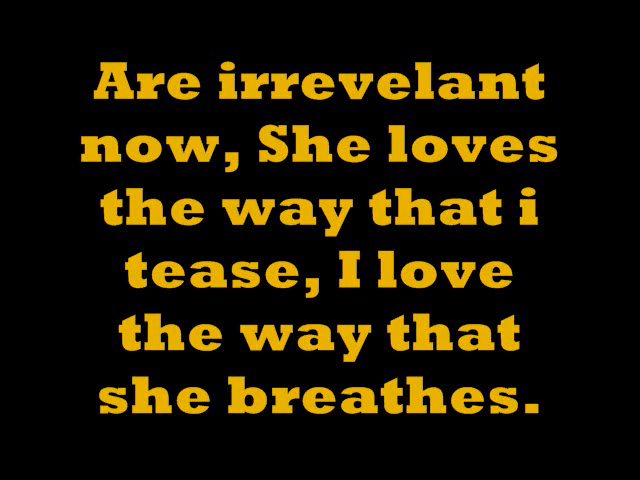 Are irrevelant
now, She loves
the way that i
tease, I love
the way that
she breathes.